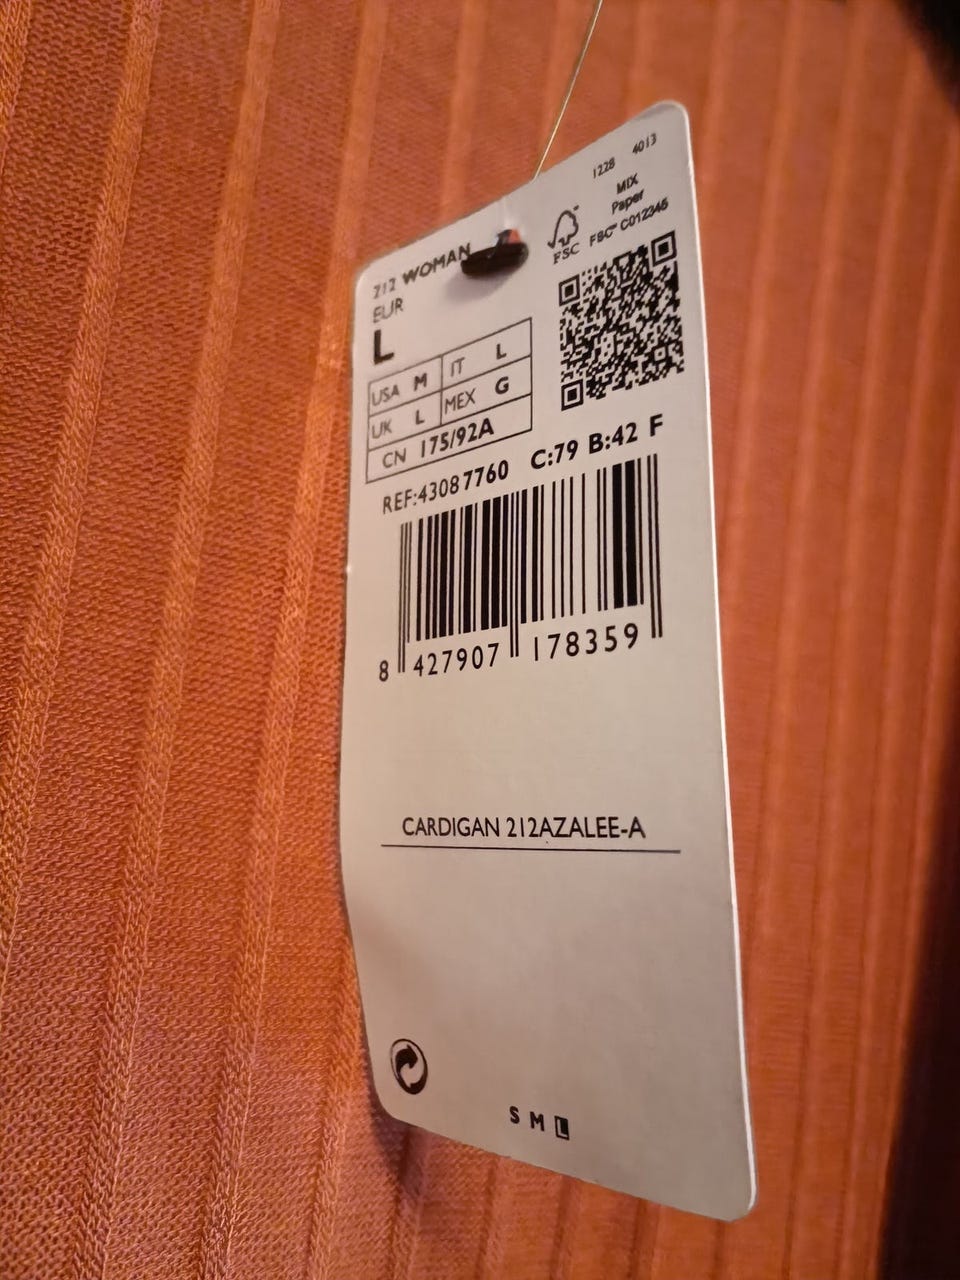 1228 4013
MIX
Paper
FSC™ C012345
FSC
212 WOMAN
EUR
L
USA M IT L
UK L MEX G
CN 175/92A
REF:43087760 C:79 B:42 F
8 427907 178359
CARDIGAN 212AZALEE-A
S M L